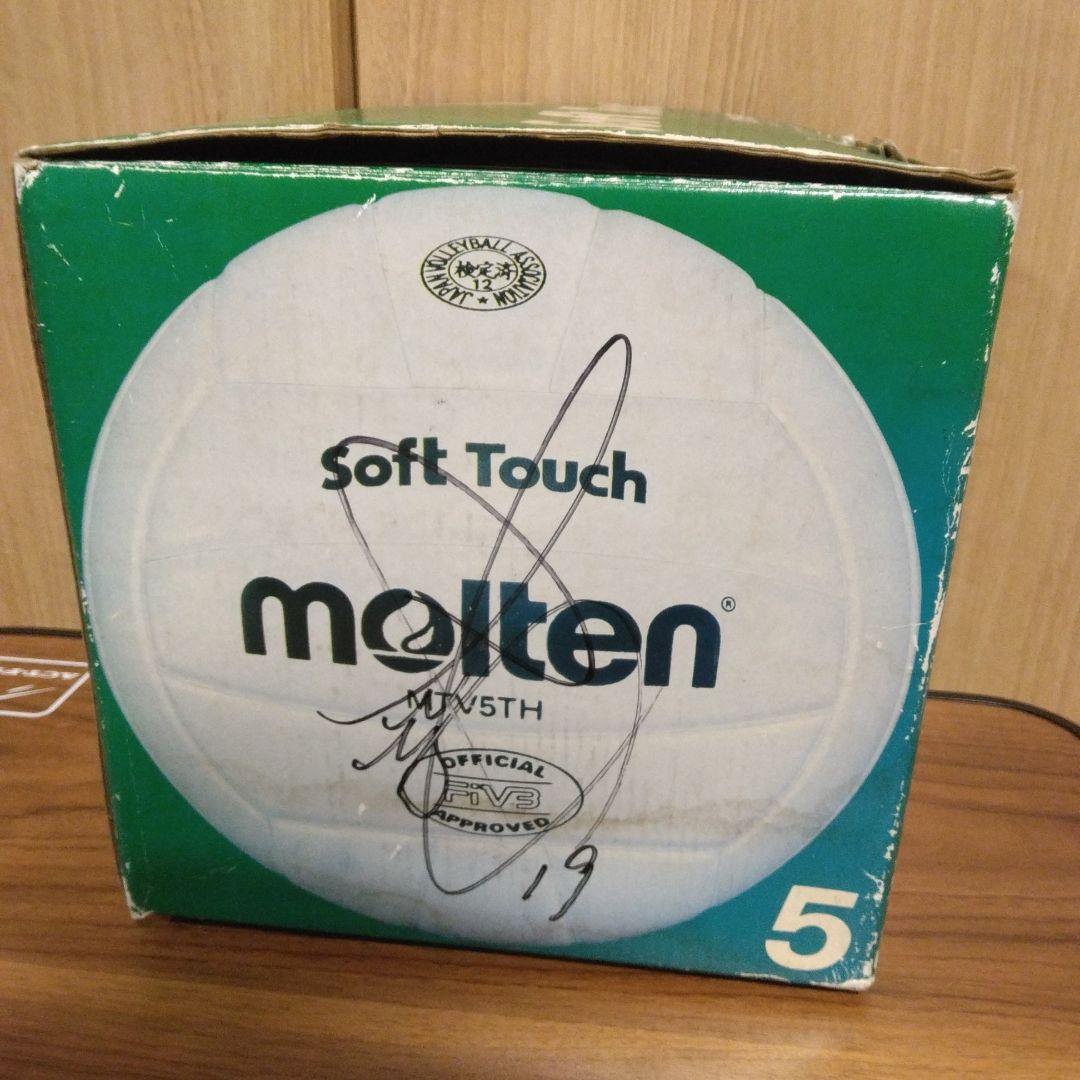 JAPAN VOLLEYBALL ASSOCIATION ★
検定済
12
Soft Touch
molten®
MTV5TH
OFFICIAL
FiVB
APPROVED
19
5